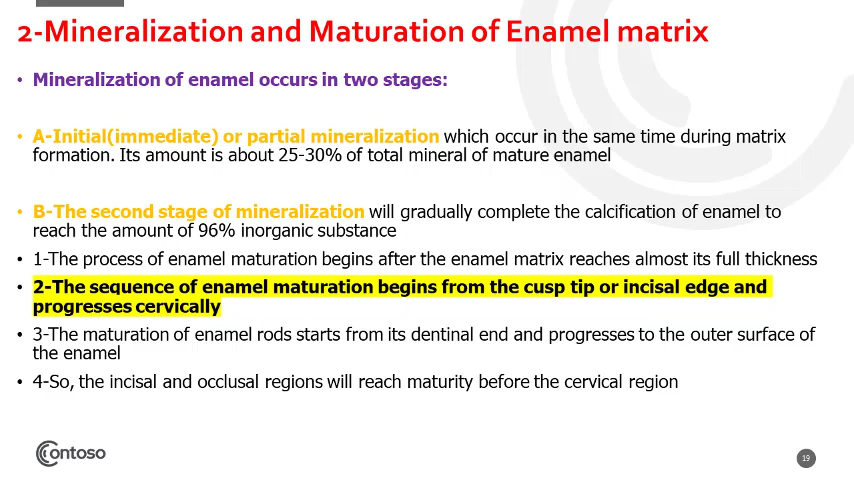 2-Mineralization and Maturation of Enamel matrix
• Mineralization of enamel occurs in two stages:
• A-Initial(immediate) or partial mineralization which occur in the same time during matrix
formation. Its amount is about 25-30% of total mineral of mature enamel
• B-The second stage of mineralization will gradually complete the calcification of enamel to
reach the amount of 96% inorganic substance
• 1-The process of enamel maturation begins after the enamel matrix reaches almost its full thickness
• 2-The sequence of enamel maturation begins from the cusp tip or incisal edge and
progresses cervically
• 3-The maturation of enamel rods starts from its dentinal end and progresses to the outer surface of
the enamel
• 4-So, the incisal and occlusal regions will reach maturity before the cervical region
Contoso
19